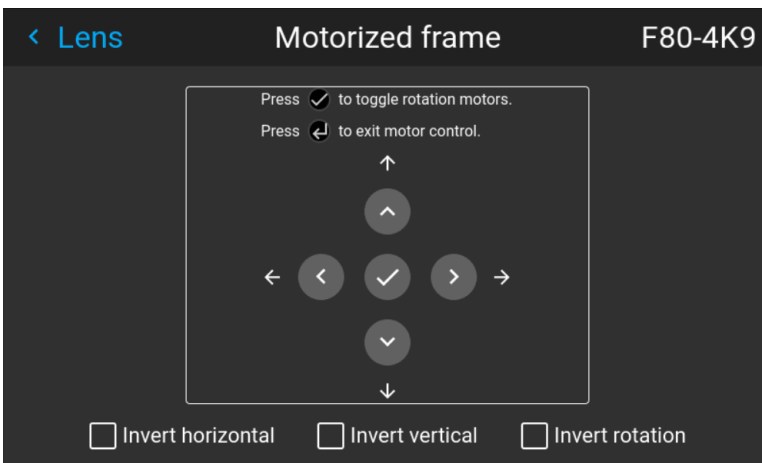 Lens Motorized frame F80-4K9
Press to toggle rotation motors.
Press to exit motor control.
Invert horizontal Invert vertical Invert rotation